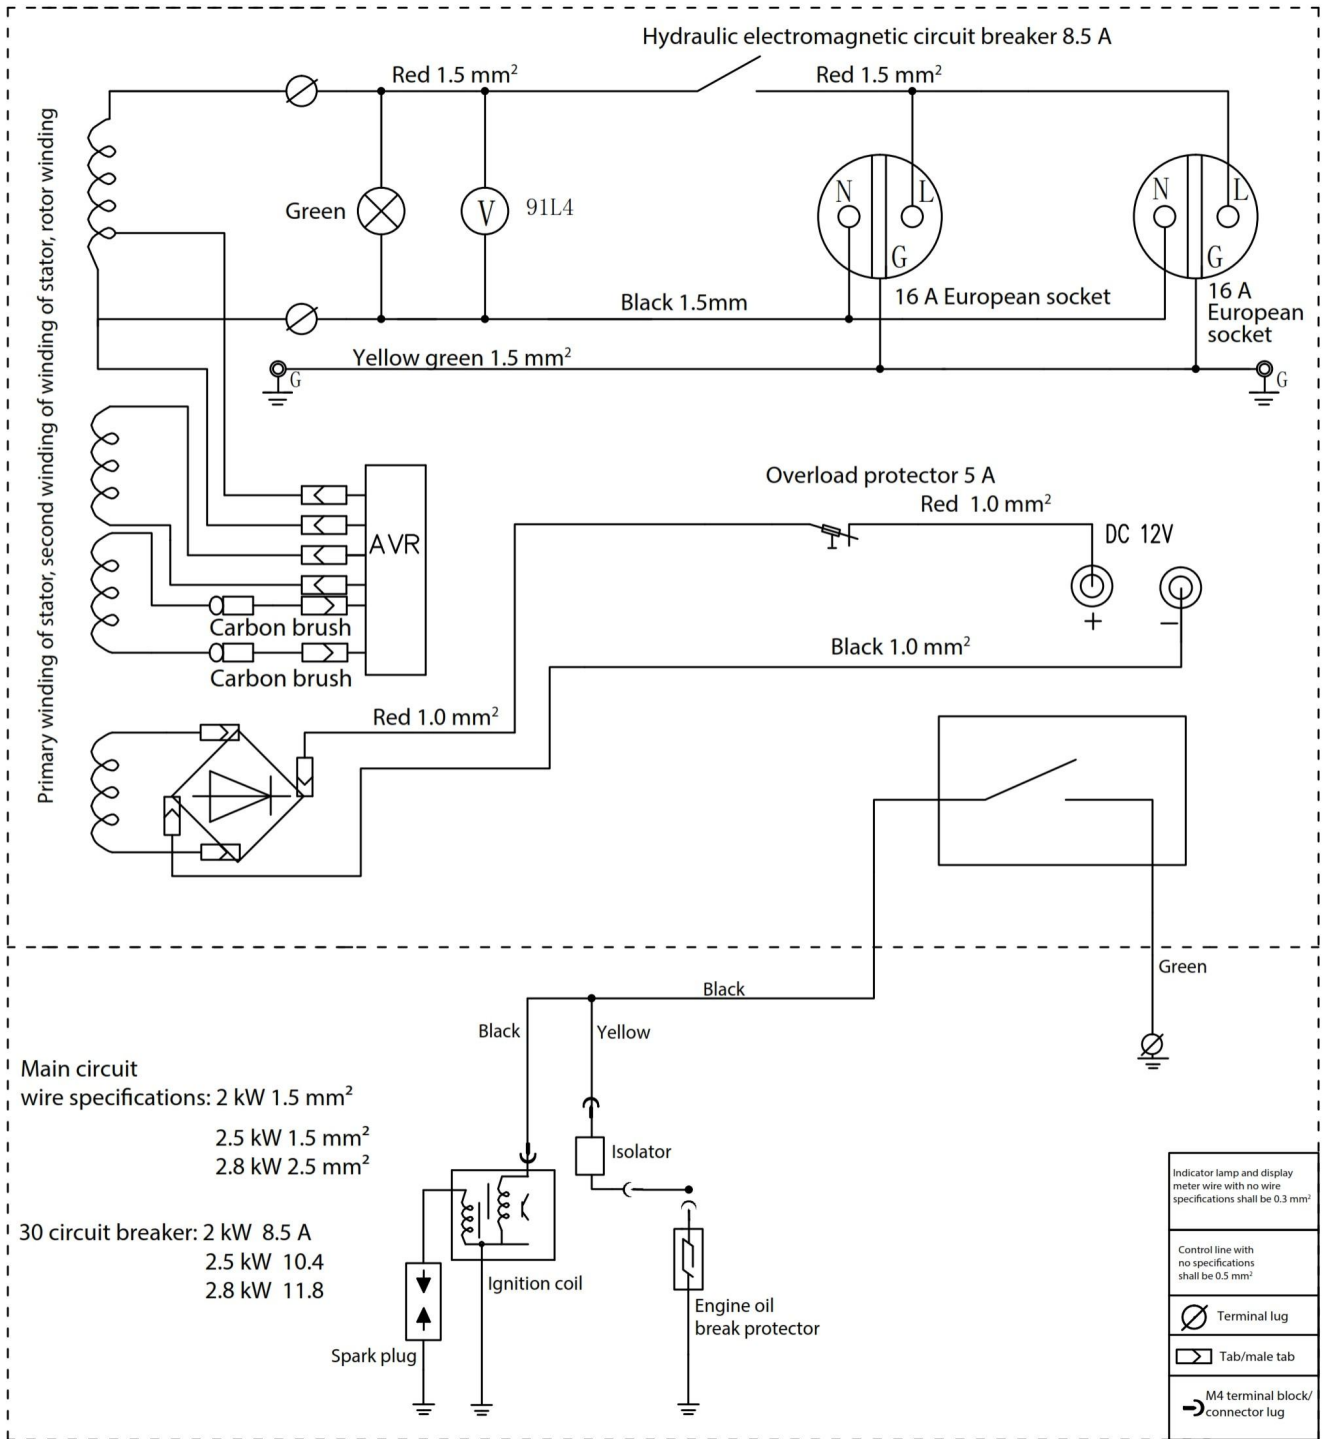 Hydraulic electromagnetic circuit breaker 8.5 A
Red 1.5 mm²
Red 1.5 mm²
Primary winding of stator, second winding of winding of stator, rotor winding
Green
V
91L4
N
L
G
N
L
G
16 A European socket
16 A
European
socket
Black 1.5mm
Yellow green 1.5 mm²
G
G
AVR
Carbon brush
Carbon brush
Overload protector 5 A
Red 1.0 mm²
DC 12V
+
−
Black 1.0 mm²
Red 1.0 mm²
Green
Black
Black
Yellow
Main circuit
wire specifications: 2 kW 1.5 mm²
2.5 kW 1.5 mm²
2.8 kW 2.5 mm²
30 circuit breaker: 2 kW 8.5 A
2.5 kW 10.4
2.8 kW 11.8
Isolator
Ignition coil
Engine oil
break protector
Spark plug
Indicator lamp and display
meter wire with no wire
specifications shall be 0.3 mm²
Control line with
no specifications
shall be 0.5 mm²
Terminal lug
Tab/male tab
M4 terminal block/
connector lug